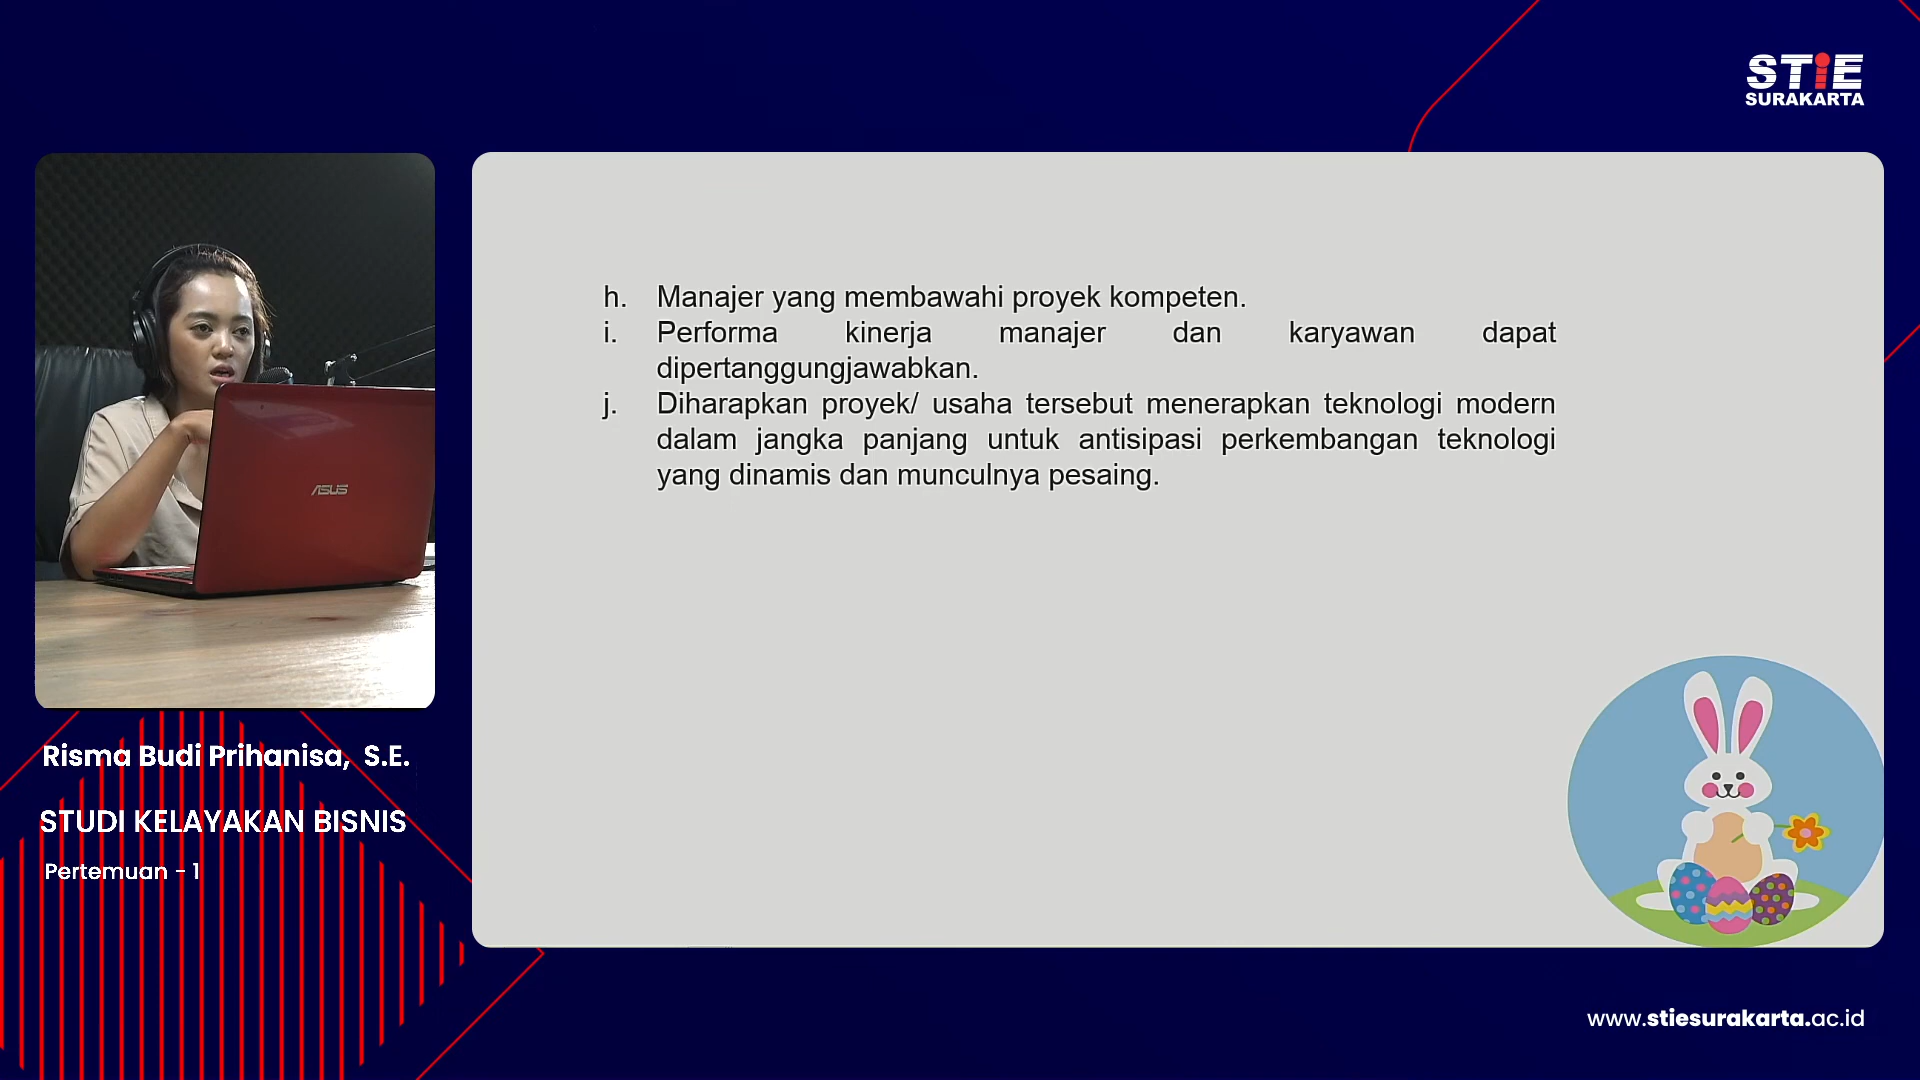 STiE
SURAKARTA
h. Manajer yang membawahi proyek kompeten.
i. Performa kinerja manajer dan karyawan dapat
dipertanggungjawabkan.
j. Diharapkan proyek/ usaha tersebut menerapkan teknologi modern
dalam jangka panjang untuk antisipasi perkembangan teknologi
yang dinamis dan munculnya pesaing.
ASUS
Risma Budi Prihanisa, S.E.
STUDI KELAYAKAN BISNIS
Pertemuan - 1
www.stiesurakarta.ac.id